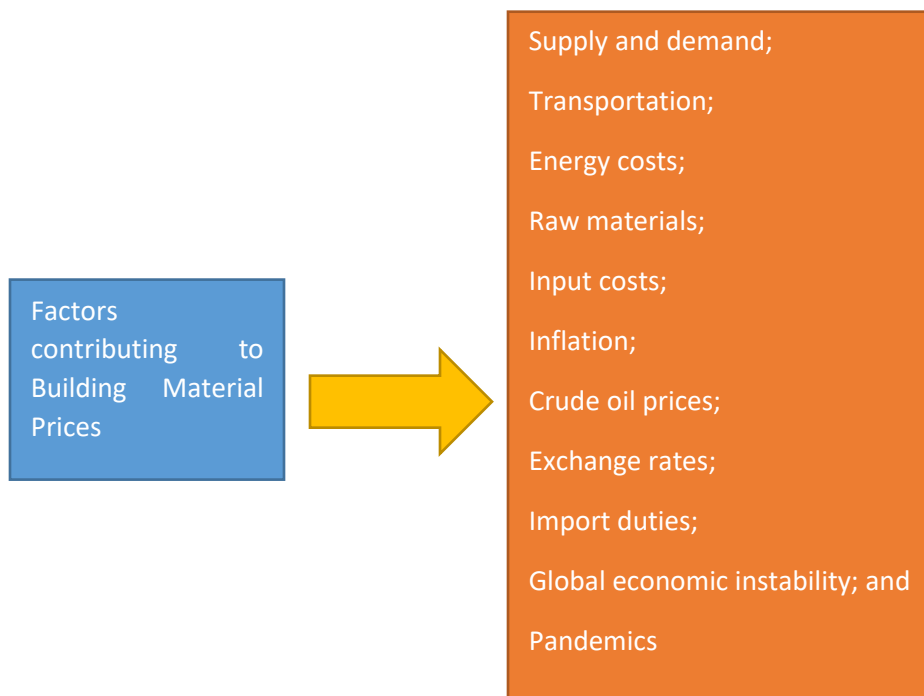 Factors
contributing to
Building Material
Prices
Supply and demand;
Transportation;
Energy costs;
Raw materials;
Input costs;
Inflation;
Crude oil prices;
Exchange rates;
Import duties;
Global economic instability; and
Pandemics